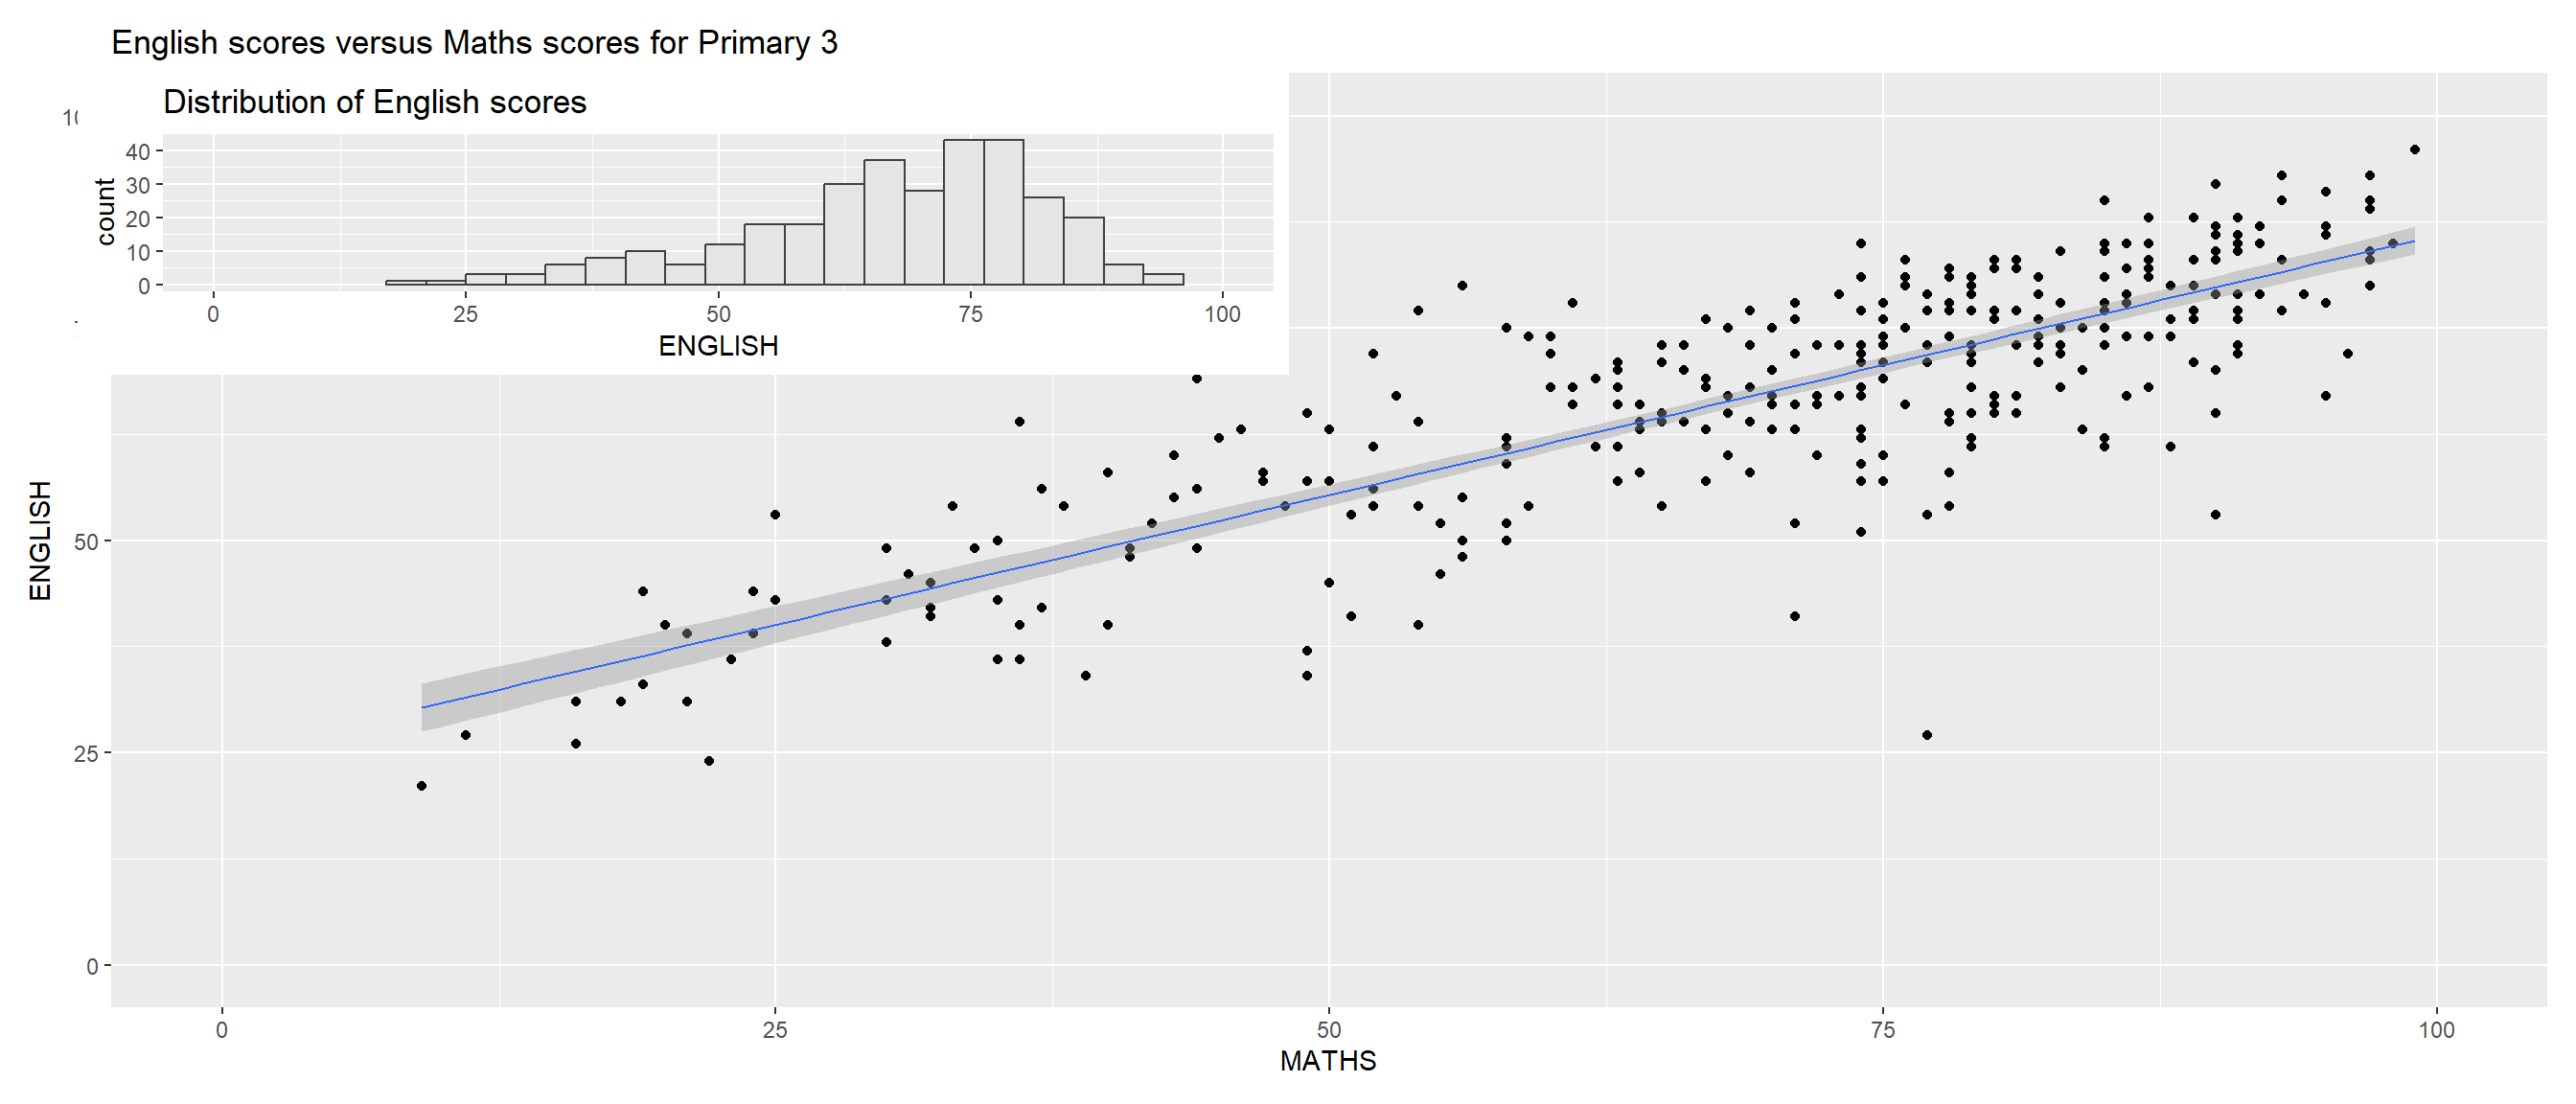 English scores versus Maths scores for Primary 3
Distribution of English scores
40
30
20
10
0
count
0 25 50 75 100
ENGLISH
50
25
0
ENGLISH
0 25 50 75 100
MATHS